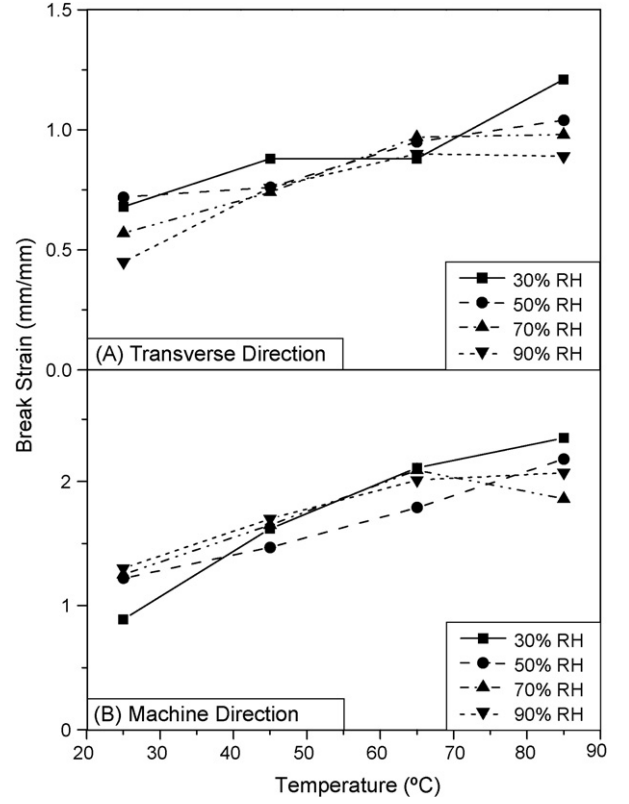 1.5
1.0
0.5
0.0
30% RH
50% RH
70% RH
90% RH
(A) Transverse Direction
Break Strain (mm/mm)
2
1
0
30% RH
50% RH
70% RH
90% RH
(B) Machine Direction
20 30 40 50 60 70 80 90
Temperature (ºC)